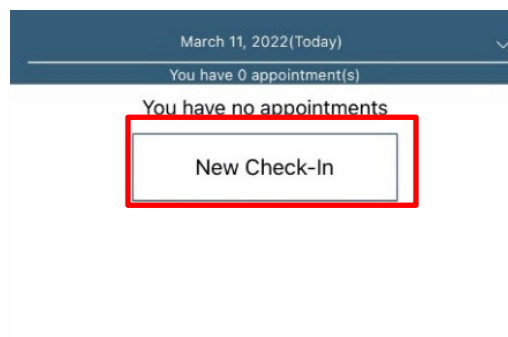 March 11, 2022(Today)
You have 0 appointment(s)
You have no appointments
New Check-In